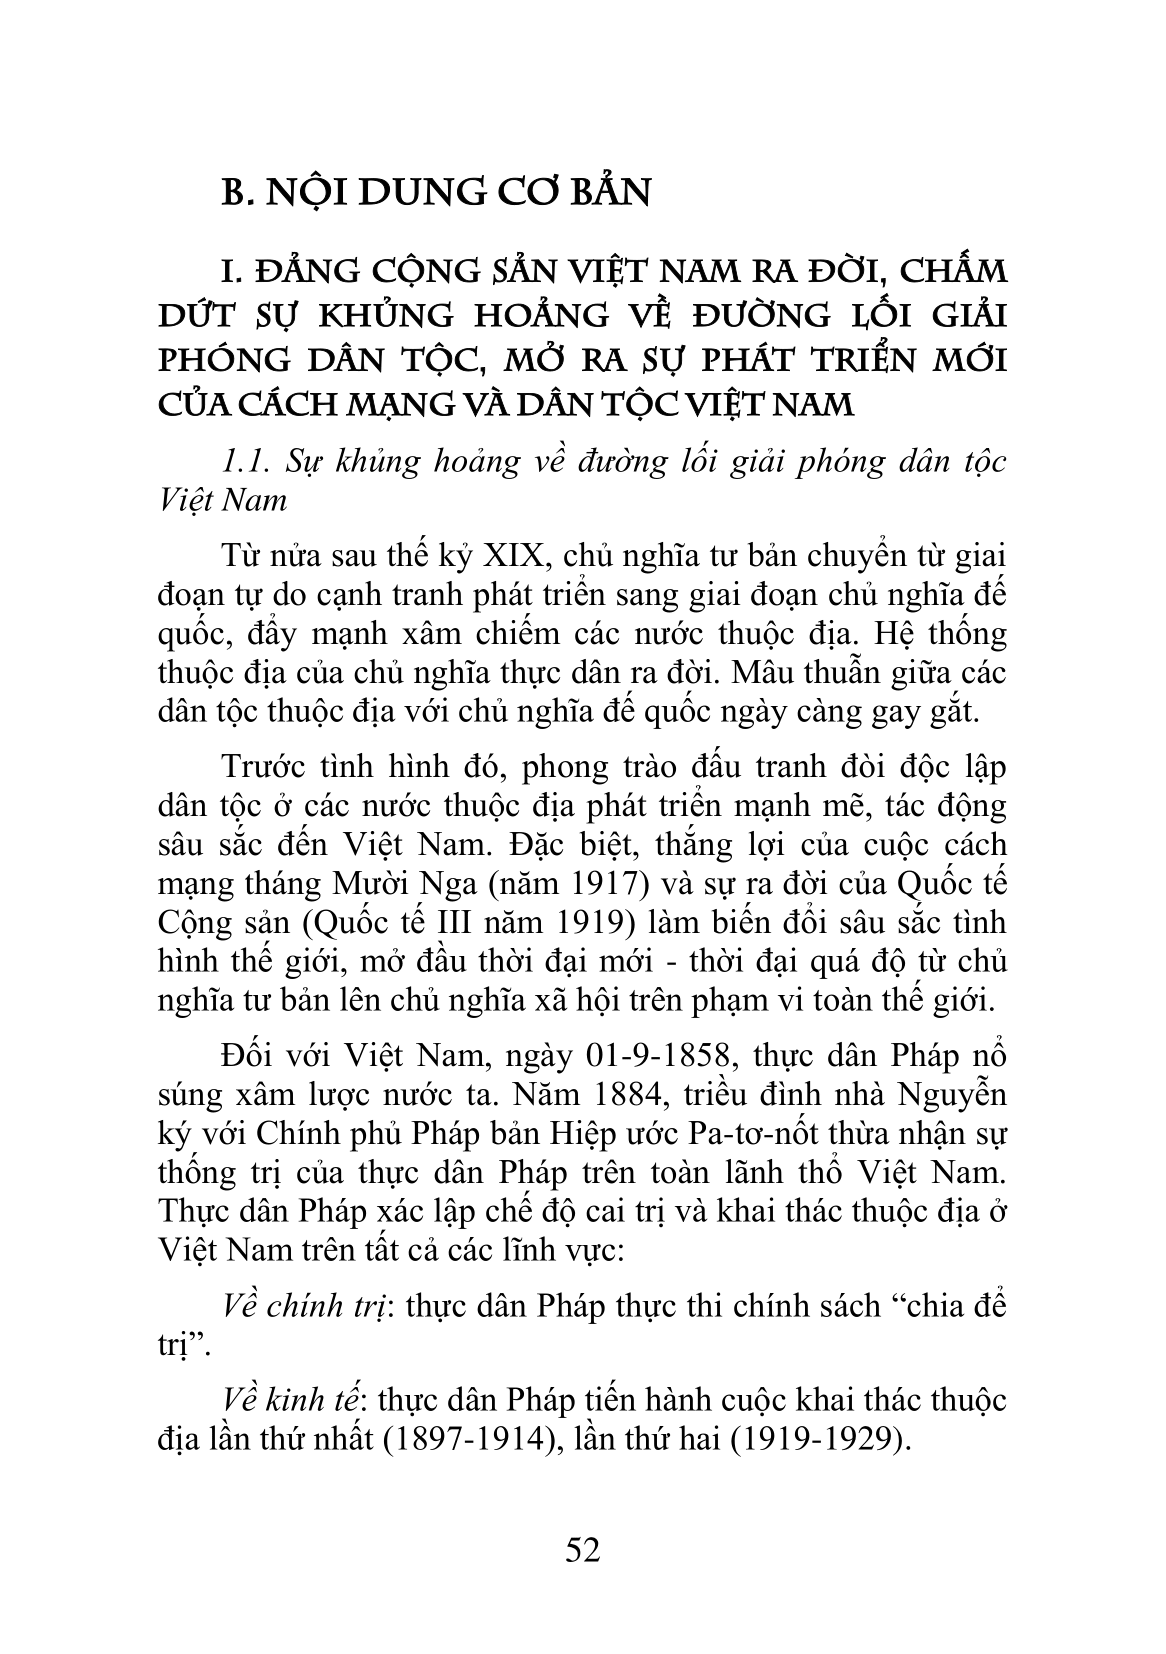 B. NỘI DUNG CƠ BẢN
I. ĐẢNG CỘNG SẢN VIỆT NAM RA ĐỜI, CHẤM
DỨT SỰ KHỦNG HOẢNG VỀ ĐƯỜNG LỐI GIẢI
PHÓNG DÂN TỘC, MỞ RA SỰ PHÁT TRIỂN MỚI
CỦA CÁCH MẠNG VÀ DÂN TỘC VIỆT NAM
1.1. Sự khủng hoảng về đường lối giải phóng dân tộc
Việt Nam
Từ nửa sau thế kỷ XIX, chủ nghĩa tư bản chuyển từ giai
đoạn tự do cạnh tranh phát triển sang giai đoạn chủ nghĩa đế
quốc, đẩy mạnh xâm chiếm các nước thuộc địa. Hệ thống
thuộc địa của chủ nghĩa thực dân ra đời. Mâu thuẫn giữa các
dân tộc thuộc địa với chủ nghĩa đế quốc ngày càng gay gắt.
Trước tình hình đó, phong trào đấu tranh đòi độc lập
dân tộc ở các nước thuộc địa phát triển mạnh mẽ, tác động
sâu sắc đến Việt Nam. Đặc biệt, thắng lợi của cuộc cách
mạng tháng Mười Nga (năm 1917) và sự ra đời của Quốc tế
Cộng sản (Quốc tế III năm 1919) làm biến đổi sâu sắc tình
hình thế giới, mở đầu thời đại mới - thời đại quá độ từ chủ
nghĩa tư bản lên chủ nghĩa xã hội trên phạm vi toàn thế giới.
Đối với Việt Nam, ngày 01-9-1858, thực dân Pháp nổ
súng xâm lược nước ta. Năm 1884, triều đình nhà Nguyễn
ký với Chính phủ Pháp bản Hiệp ước Pa-tơ-nốt thừa nhận sự
thống trị của thực dân Pháp trên toàn lãnh thổ Việt Nam.
Thực dân Pháp xác lập chế độ cai trị và khai thác thuộc địa ở
Việt Nam trên tất cả các lĩnh vực:
Về chính trị: thực dân Pháp thực thi chính sách “chia để
trị”.
Về kinh tế: thực dân Pháp tiến hành cuộc khai thác thuộc
địa lần thứ nhất (1897-1914), lần thứ hai (1919-1929).
52